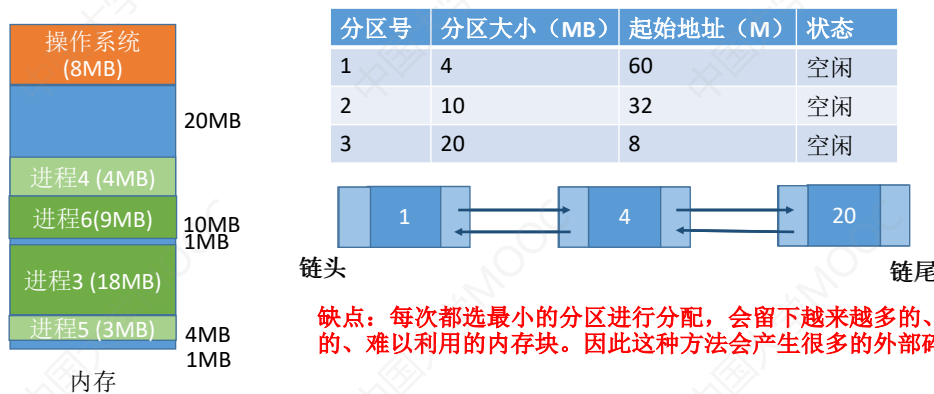 操作系统
(8MB)
20MB
进程4 (4MB)
进程6(9MB)
10MB
1MB
进程3 (18MB)
进程5 (3MB)
4MB
1MB
内存
分区号 分区大小（MB） 起始地址（M） 状态
1 4 60 空闲
2 10 32 空闲
3 20 8 空闲
1 4 20
链头
链尾
缺点：每次都选最小的分区进行分配，会留下越来越多的、
的、难以利用的内存块。因此这种方法会产生很多的外部碎